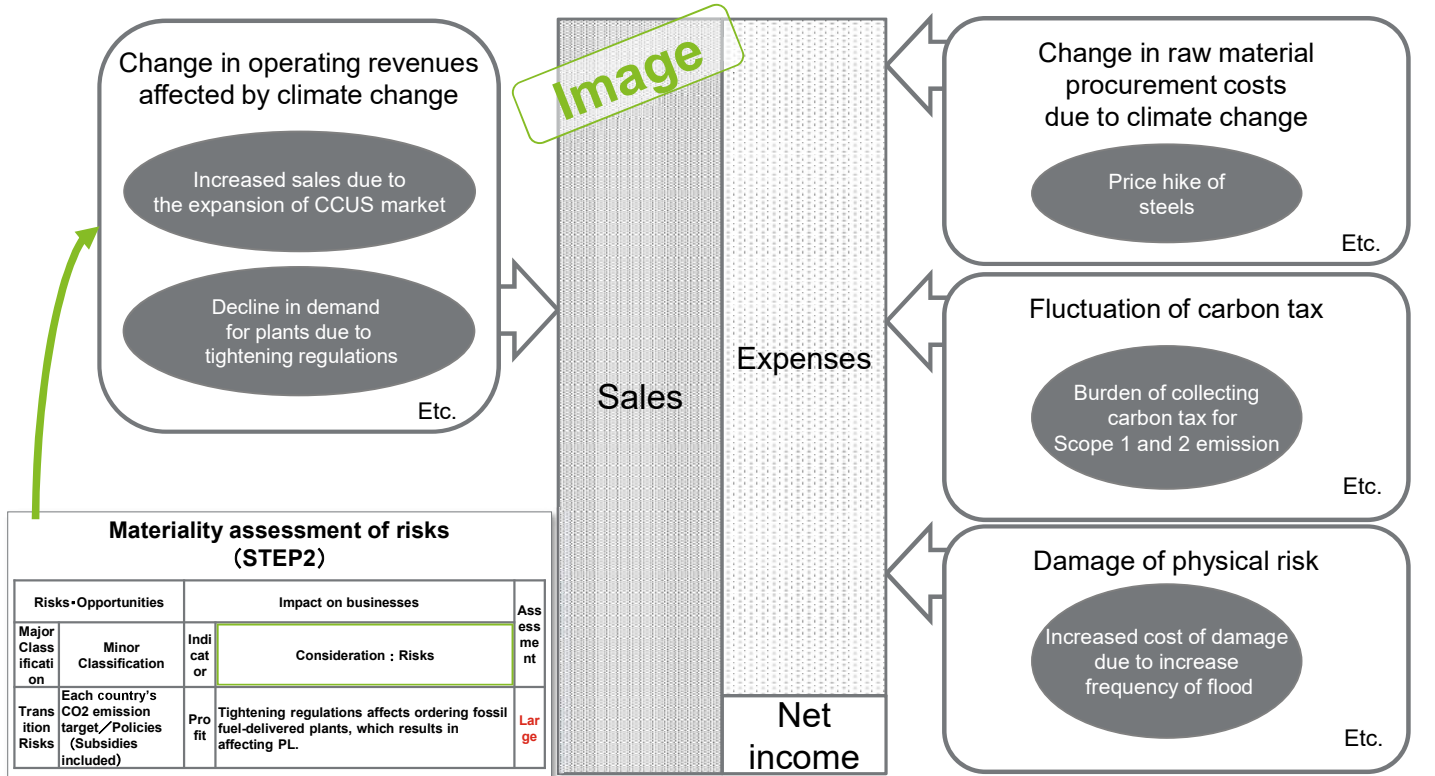 Change in operating revenues
affected by climate change
Increased sales due to
the expansion of CCUS market
Decline in demand
for plants due to
tightening regulations
Etc.
Image
Sales
Expenses
Net
income
Change in raw material
procurement costs
due to climate change
Price hike of
steels
Etc.
Fluctuation of carbon tax
Burden of collecting
carbon tax for
Scope 1 and 2 emission
Etc.
Damage of physical risk
Increased cost of damage
due to increase
frequency of flood
Etc.
Materiality assessment of risks
（STEP2）
Risks・Opportunities
Impact on businesses
Ass
ess
me
nt
Major
Class
ificati
on
Minor
Classification
Indi
cat
or
Consideration：Risks
Trans
ition
Risks
Each country's
CO2 emission
target／Policies
（Subsidies
included）
Pro
fit
Tightening regulations affects ordering fossil
fuel-delivered plants, which results in
affecting PL.
Lar
ge